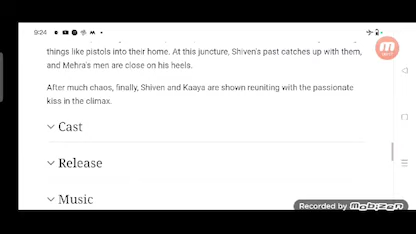 9:24
things like pistols into their home. At this juncture, Shiven's past catches up with them,
and Mehra's men are close on his heels.
After much chaos, finally, Shiven and Kaaya are shown reuniting with the passionate
kiss in the climax.
Cast
Release
Music
Recorded by Mobizen